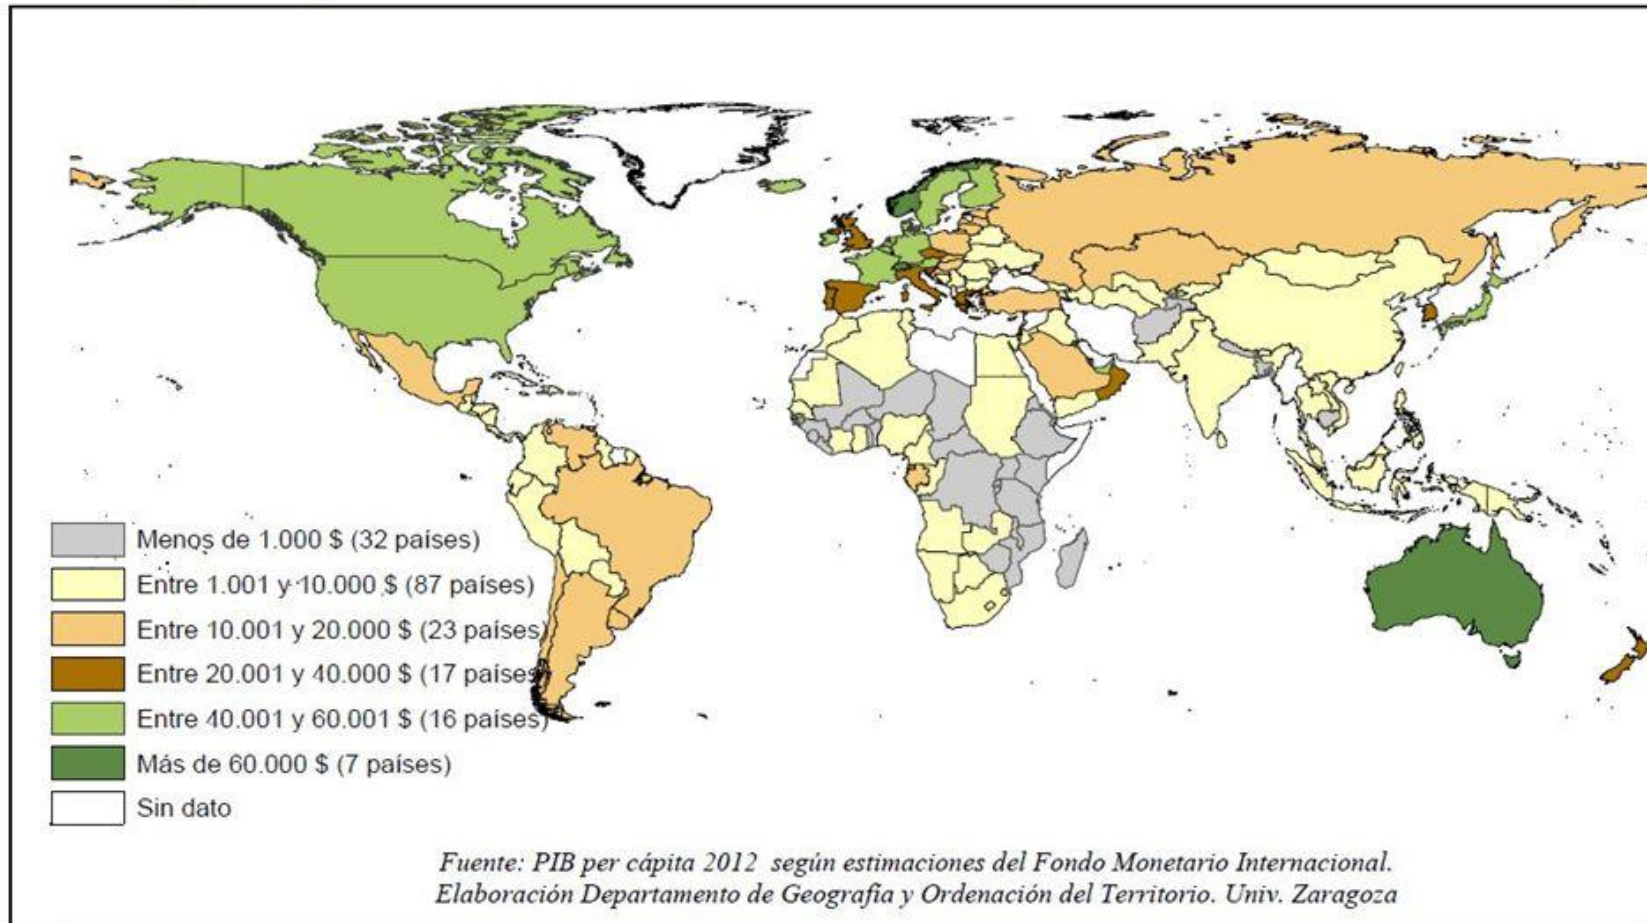 Menos de 1.000 $ (32 países)
Entre 1.001 y 10.000 $ (87 países)
Entre 10.001 y 20.000 $ (23 países)
Entre 20.001 y 40.000 $ (17 países
Entre 40.001 y 60.001 $ (16 países)
Más de 60.000 $ (7 países)
Sin dato
Fuente: PIB per cápita 2012 según estimaciones del Fondo Monetario Internacional.
Elaboración Departamento de Geografía y Ordenación del Territorio. Univ. Zaragoza